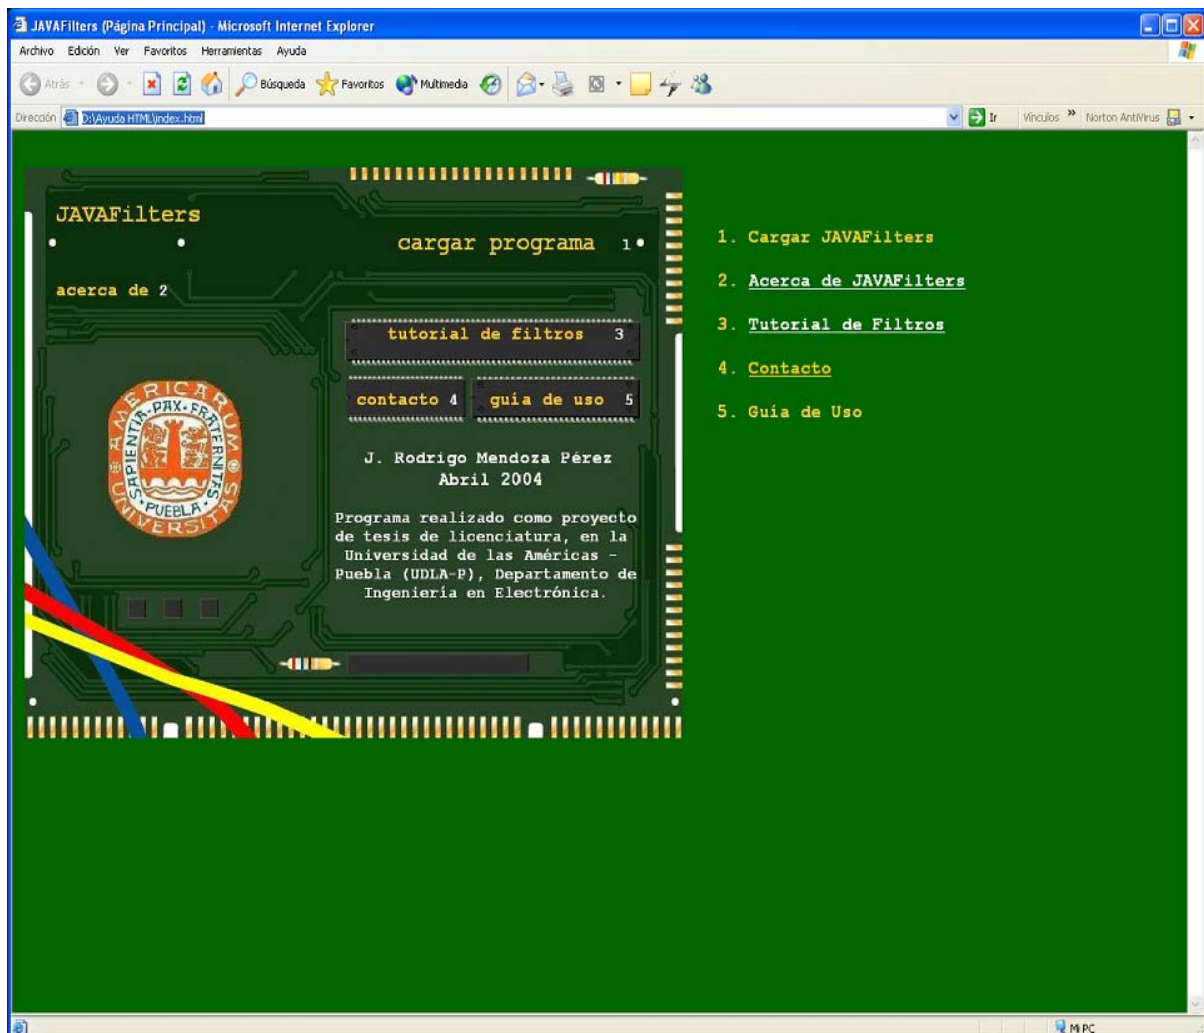 JAVAFilters (Página Principal) - Microsoft Internet Explorer
Archivo Edición Ver Favoritos Herramientas Ayuda
Atrás Búsqueda Favoritos Multimedia
Dirección D:\Ayuda HTML\index.html Ir Vínculos » Norton AntiVirus
JAVAFilters
cargar programa 1
acerca de 2
tutorial de filtros 3
contacto 4 guia de uso 5
AMERICARUM UNIVERSITAS
SAPIENTIA·PAX·FRATERNITAS
·PUEBLA·
J. Rodrigo Mendoza Pérez
Abril 2004
Programa realizado como proyecto
de tesis de licenciatura, en la
Universidad de las Américas -
Puebla (UDLA-P), Departamento de
Ingeniería en Electrónica.
1. Cargar JAVAFilters
2. Acerca de JAVAFilters
3. Tutorial de Filtros
4. Contacto
5. Guia de Uso
Mi PC